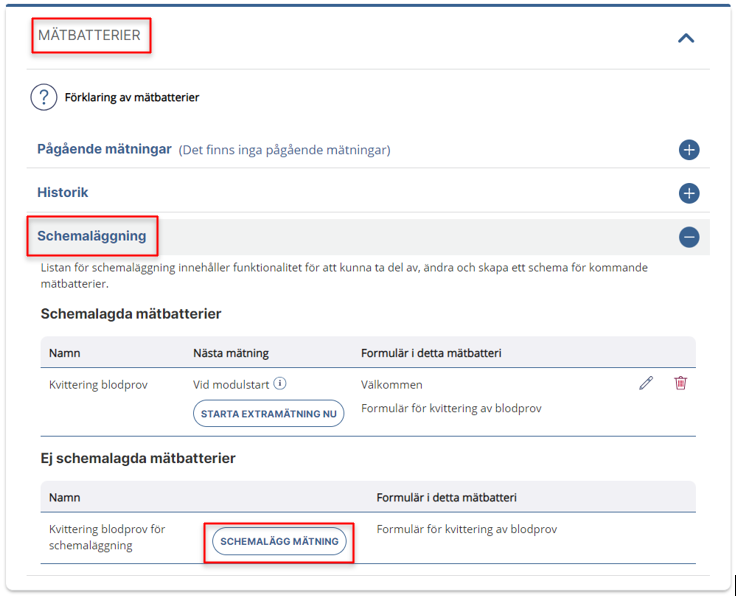 MÄTBATTERIER
? Förklaring av mätbatterier
Pågående mätningar (Det finns inga pågående mätningar)
Historik
Schemaläggning
Listan för schemaläggning innehåller funktionalitet för att kunna ta del av, ändra och skapa ett schema för kommande
mätbatterier.
Schemalagda mätbatterier
Namn Nästa mätning Formulär i detta mätbatteri
Kvittering blodprov Vid modulstart i Välkommen
STARTA EXTRAMÄTNING NU Formulär för kvittering av blodprov
Ej schemalagda mätbatterier
Namn Formulär i detta mätbatteri
Kvittering blodprov för
schemaläggning
SCHEMALÄGG MÄTNING
Formulär för kvittering av blodprov